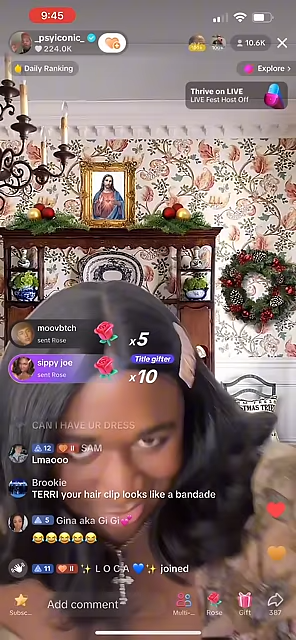 9:45
_psyiconic_
224.0K
10.6K
Daily Ranking
Explore >
Thrive on LIVE
LIVE Fest Host Off
moovbtch
sent Rose
x5
Title gifter
sippy joe
sent Rose
x10
CAN I HAVE UR DRESS
12 II SAM
Lmaooo
Brookie
TERRI your hair clip looks like a bandade
5 Gina aka Gi Gi💕
😂😂😂😂😂
11 II ✨ L O C A 💙 ✨ joined
Add comment
Subsc...
Multi-...
Rose
Gift
387